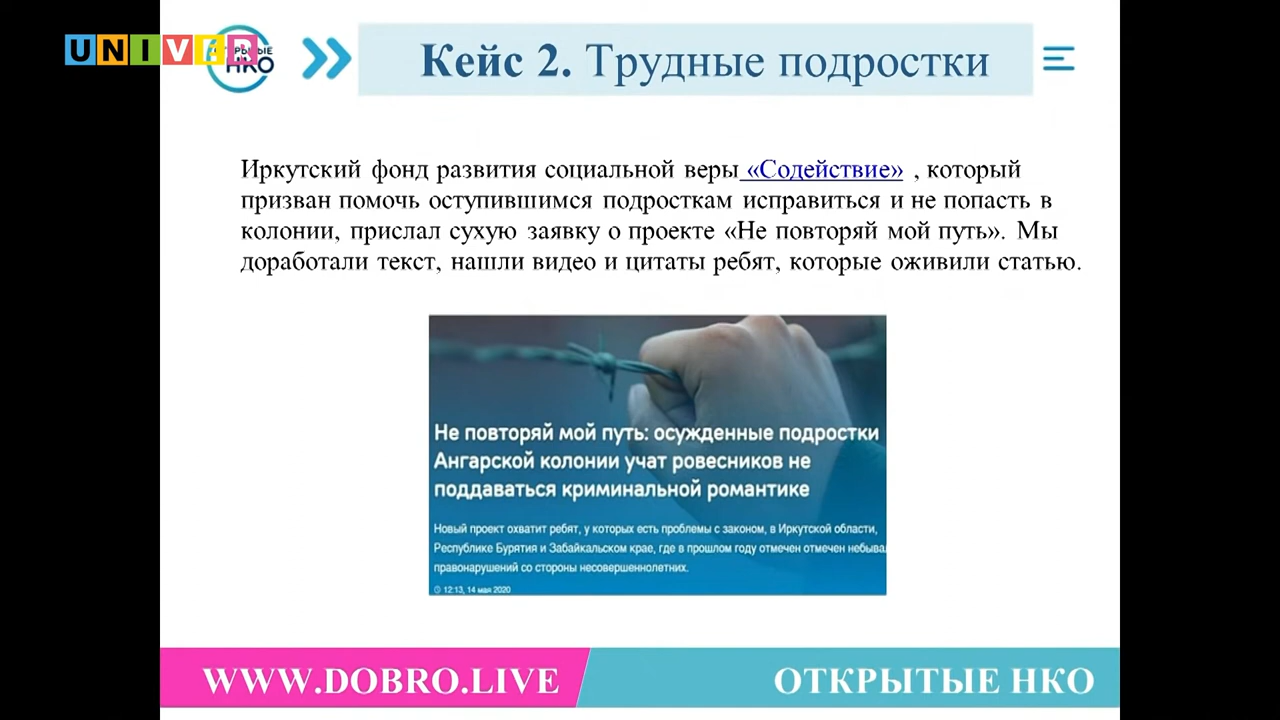 UNIVER
НКО
Кейс 2. Трудные подростки
Иркутский фонд развития социальной веры «Содействие» , который
призван помочь оступившимся подросткам исправиться и не попасть в
колонии, прислал сухую заявку о проекте «Не повторяй мой путь». Мы
доработали текст, нашли видео и цитаты ребят, которые оживили статью.
Не повторяй мой путь: осужденные подростки
Ангарской колонии учат ровесников не
поддаваться криминальной романтике
Новый проект охватит ребят, у которых есть проблемы с законом, в Иркутской области,
Республике Бурятия и Забайкальском крае, где в прошлом году отмечен отмечен
правонарушений со стороны несовершеннолетних.
12:13, 14 мая 2020
WWW.DOBRO.LIVE
ОТКРЫТЫЕ НКО